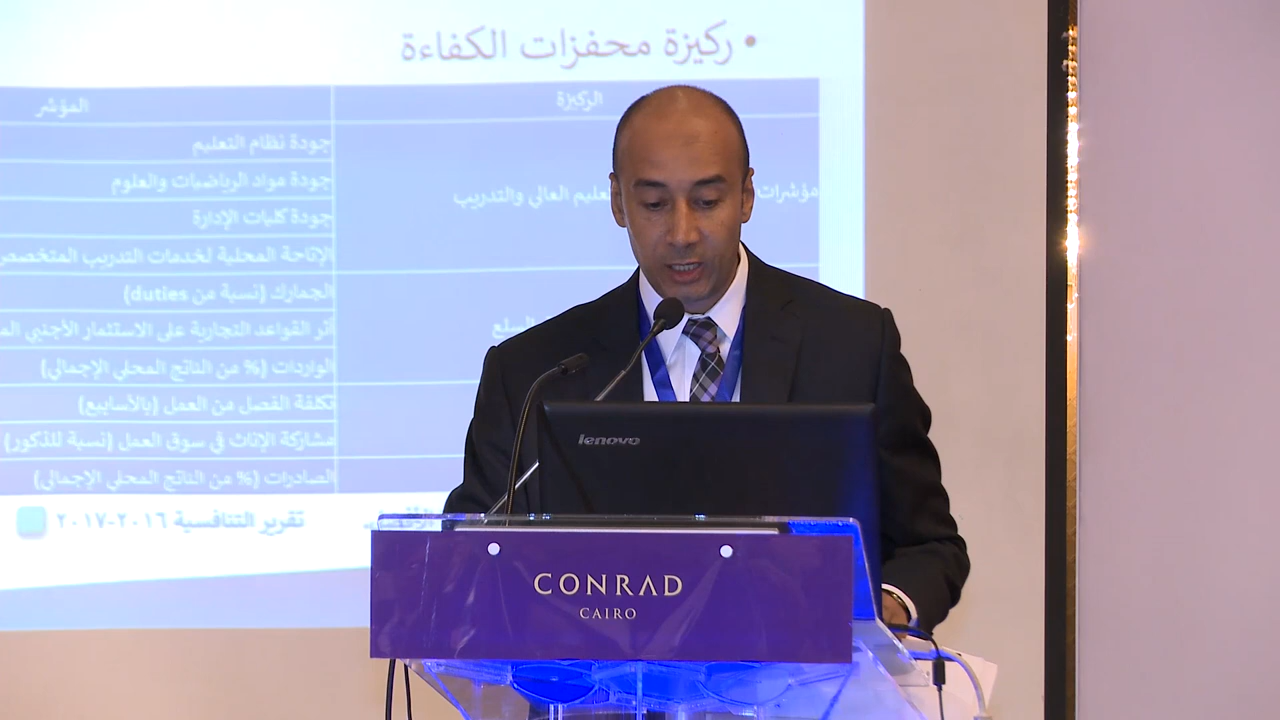 • ركيزة محفزات الكفاءة
الركيزة
المؤشر
جودة نظام التعليم
جودة مواد الرياضيات والعلوم
مؤشرات
عليم العالي والتدريب
جودة كليات الإدارة
الإتاحة المحلية لخدمات التدريب
الجمارك (نسبة من duties)
السلع
أثر القواعد التجارية على الاستثمار الأجنبي
الواردات (% من الناتج المحلي الإجمالي)
تكلفة الفصل من العمل (بالأسابيع)
مشاركة الإناث في سوق العمل (نسبة للذكور)
الصادرات (% من الناتج المحلي الإجمالي)
تقرير التنافسية ٢٠١٦-٢٠١٧
lenovo
CONRAD
CAIRO